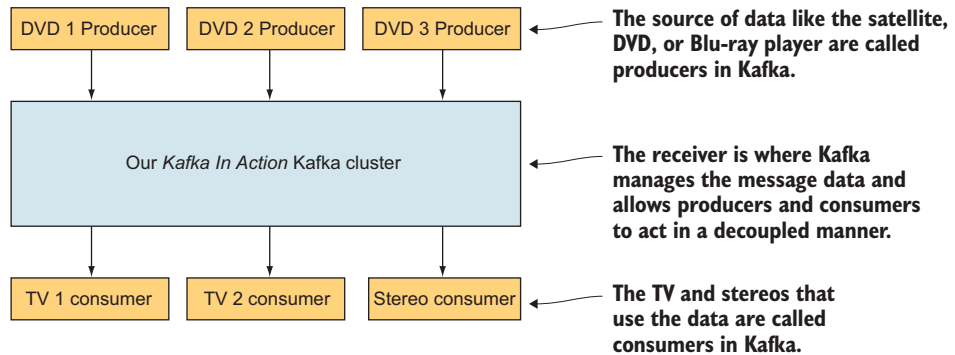 DVD 1 Producer
DVD 2 Producer
DVD 3 Producer
The source of data like the satellite,
DVD, or Blu-ray player are called
producers in Kafka.
Our Kafka In Action Kafka cluster
The receiver is where Kafka
manages the message data and
allows producers and consumers
to act in a decoupled manner.
TV 1 consumer
TV 2 consumer
Stereo consumer
The TV and stereos that
use the data are called
consumers in Kafka.